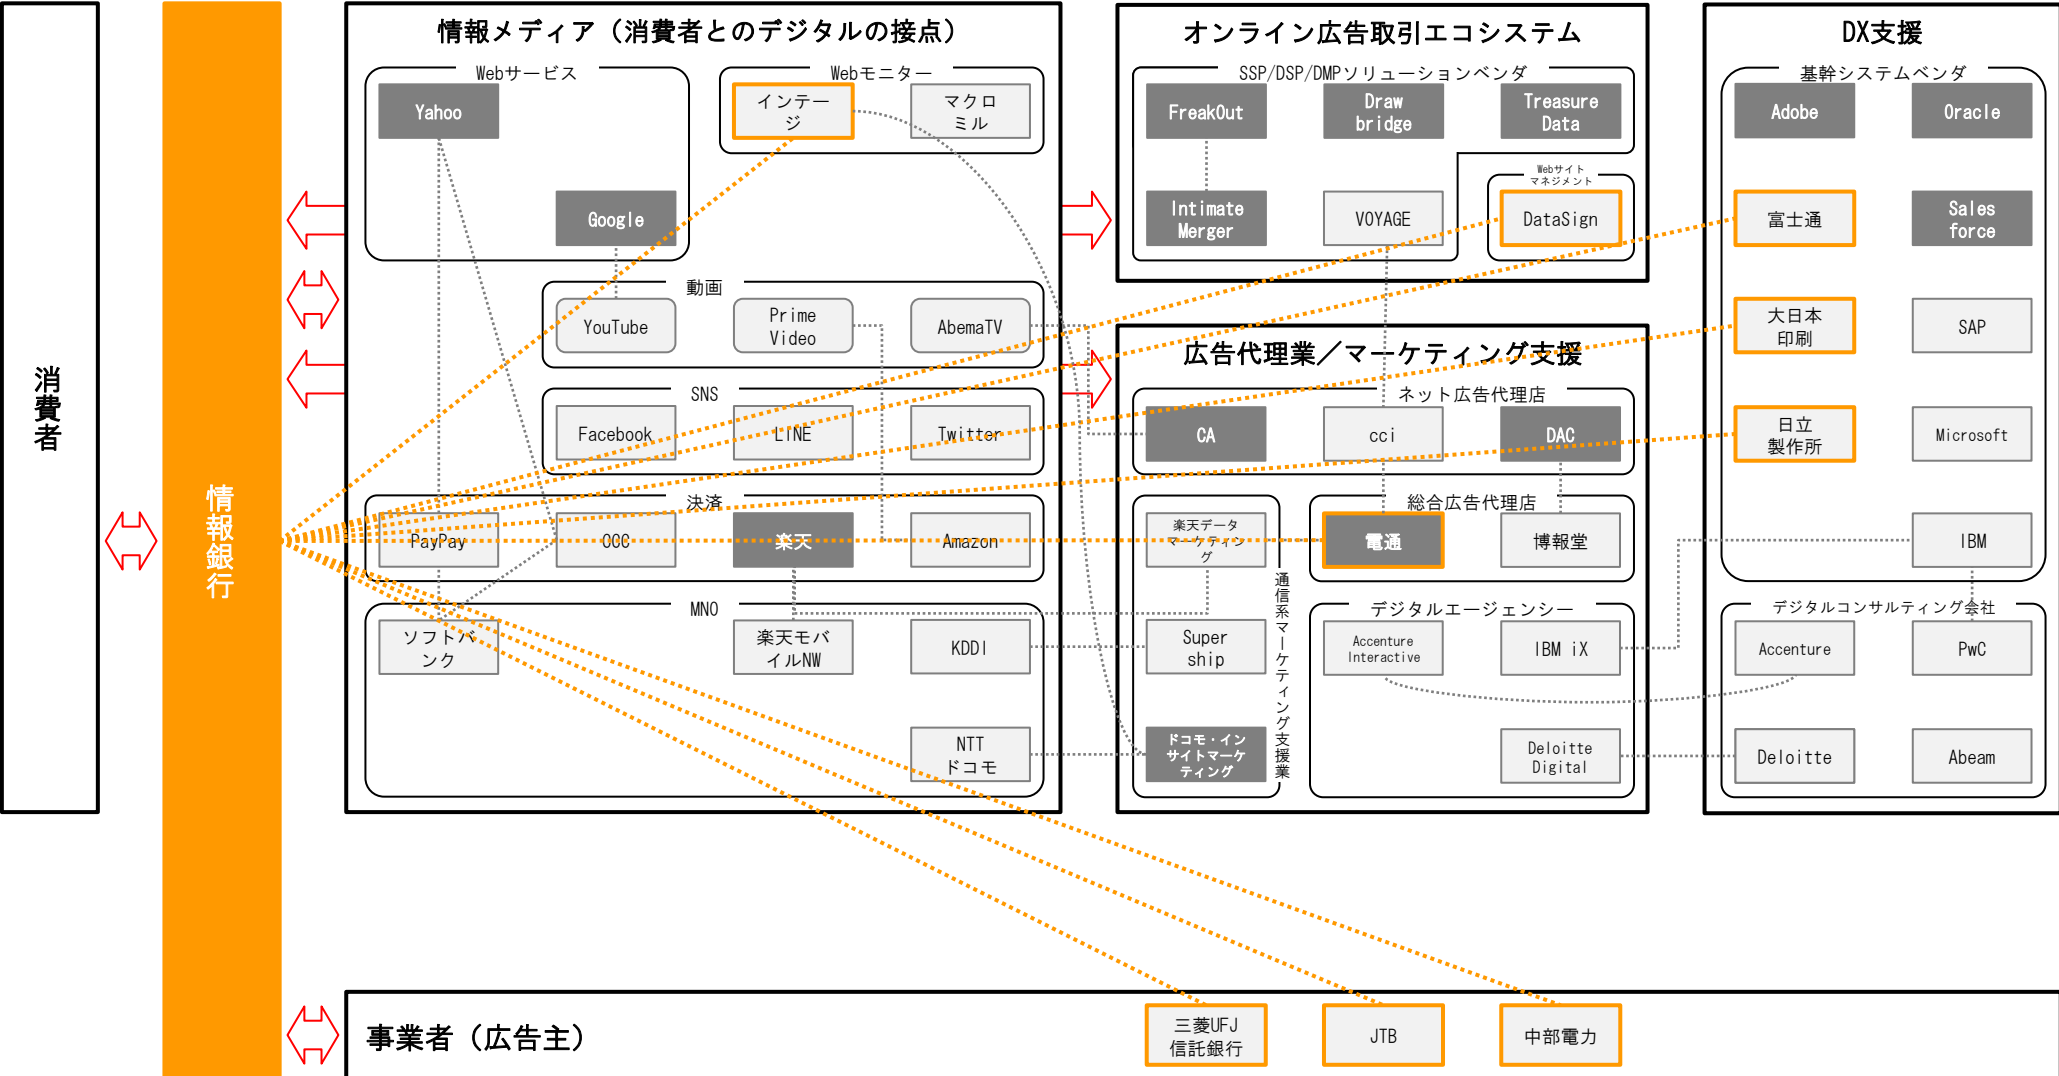 消費者
情報銀行
情報メディア（消費者とのデジタルの接点）
Webサービス
Yahoo
Google
Webモニター
インテー
ジ
マクロ
ミル
動画
YouTube
Prime
Video
AbemaTV
SNS
Facebook
LINE
Twitter
決済
PayPay
CCC
楽天
Amazon
MNO
ソフトバ
ンク
楽天モバ
イルNW
KDDI
NTT
ドコモ
オンライン広告取引エコシステム
SSP/DSP/DMPソリューションベンダ
FreakOut
Draw
bridge
Treasure
Data
Intimate
Merger
VOYAGE
Webサイト
マネジメント
DataSign
広告代理業／マーケティング支援
ネット広告代理店
CA
cci
DAC
楽天データ
マーケティン
グ
Super
ship
ドコモ・イン
サイトマーケ
ティング
通信系マーケティング支援業
総合広告代理店
電通
博報堂
デジタルエージェンシー
Accenture
Interactive
IBM iX
Deloitte
Digital
DX支援
基幹システムベンダ
Adobe
Oracle
富士通
Sales
force
大日本
印刷
SAP
日立
製作所
Microsoft
IBM
デジタルコンサルティング会社
Accenture
PwC
Deloitte
Abeam
事業者（広告主）
三菱UFJ
信託銀行
JTB
中部電力